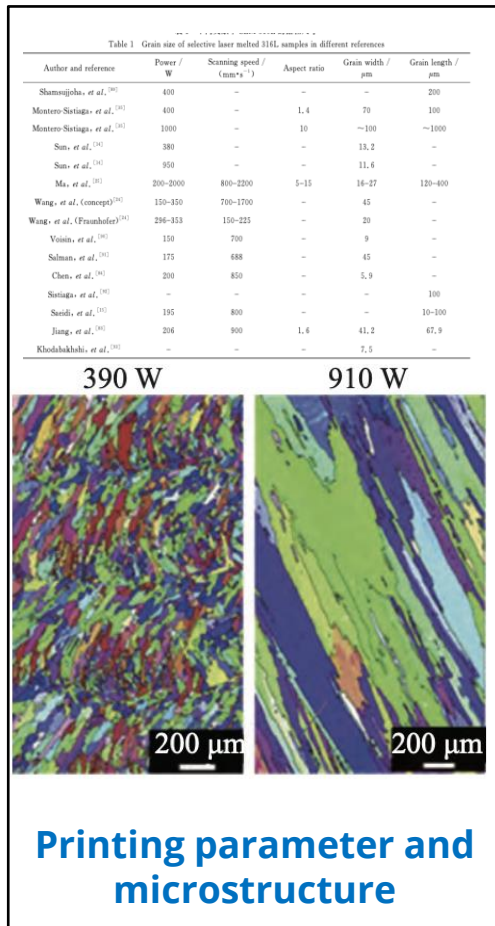 Table 1 Grain size of selective laser melted 316L samples in different references
Author and reference Power / W Scanning speed / (mm•s⁻¹) Aspect ratio Grain width / μm Grain length / μm
Shamsujjoha, et al. 400 – – – 200
Montero-Sistiaga, et al. 400 – 1.4 70 100
Montero-Sistiaga, et al. 1000 – 10 ~100 ~1000
Sun, et al. 380 – – 13.2 –
Sun, et al. 950 – – 11.6 –
Ma, et al. 200-2000 800-2200 5-15 16-27 120-400
Wang, et al. (concept) 150-350 700-1700 – 45 –
Wang, et al. (Fraunhofer) 296-353 150-225 – 20 –
Voisin, et al. 150 700 – 9 –
Salman, et al. 175 688 – 45 –
Chen, et al. 200 850 – 5.9 –
Sistiaga, et al. – – – – 100
Saeidi, et al. 195 800 – – 10-100
Jiang, et al. 206 900 1.6 41.2 67.9
Khodabakhshi, et al. – – – 7.5 –
390 W 910 W
200 μm 200 μm
Printing parameter and
microstructure